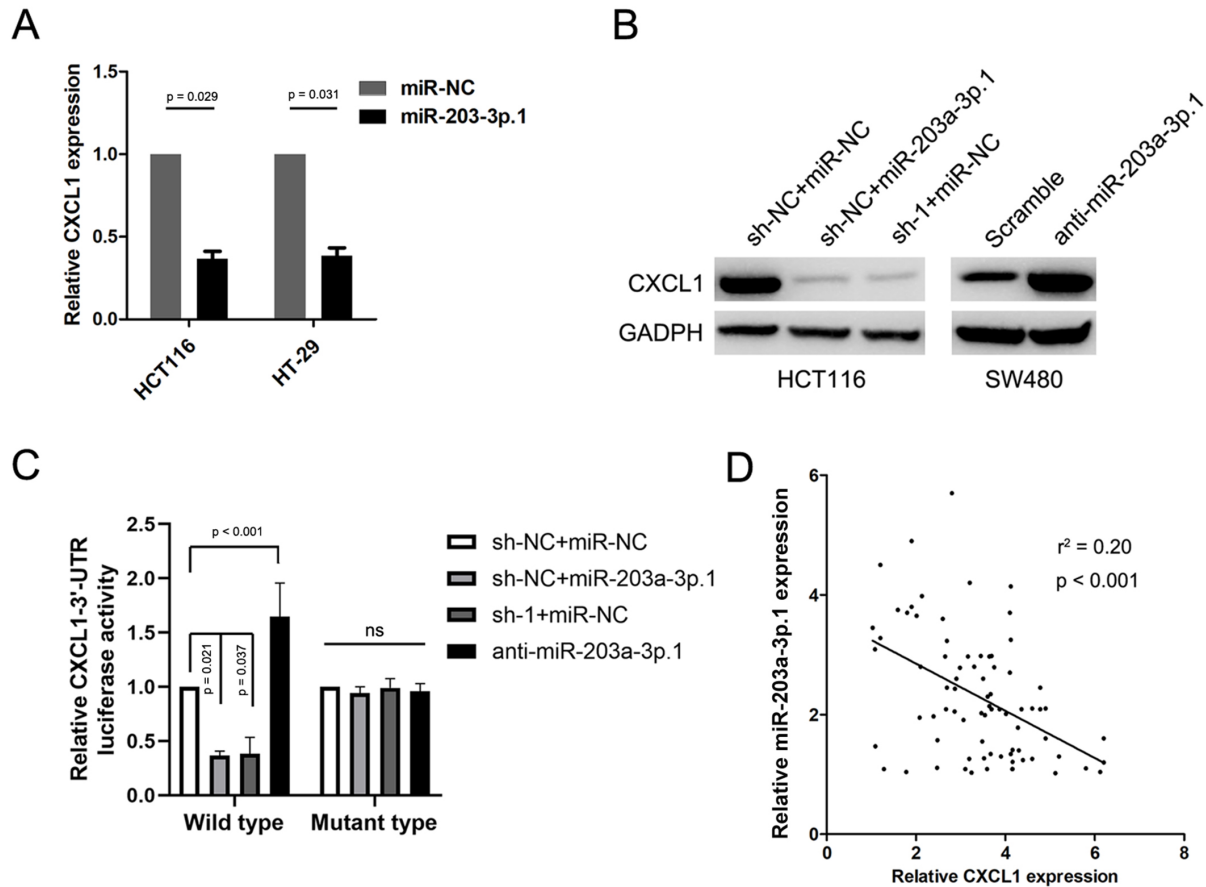 A
Relative CXCL1 expression
1.5
1.0
0.5
0.0
p = 0.029
p = 0.031
miR-NC
miR-203-3p.1
HCT116
HT-29
B
sh-NC+miR-NC
sh-NC+miR-203a-3p.1
sh-1+miR-NC
Scramble
anti-miR-203a-3p.1
CXCL1
GADPH
HCT116
SW480
C
Relative CXCL1-3'-UTR
luciferase activity
2.5
2.0
1.5
1.0
0.5
0.0
p < 0.001
p = 0.021
p = 0.037
ns
sh-NC+miR-NC
sh-NC+miR-203a-3p.1
sh-1+miR-NC
anti-miR-203a-3p.1
Wild type
Mutant type
D
Relative miR-203a-3p.1 expression
6
4
2
0
r² = 0.20
p < 0.001
0
2
4
6
8
Relative CXCL1 expression